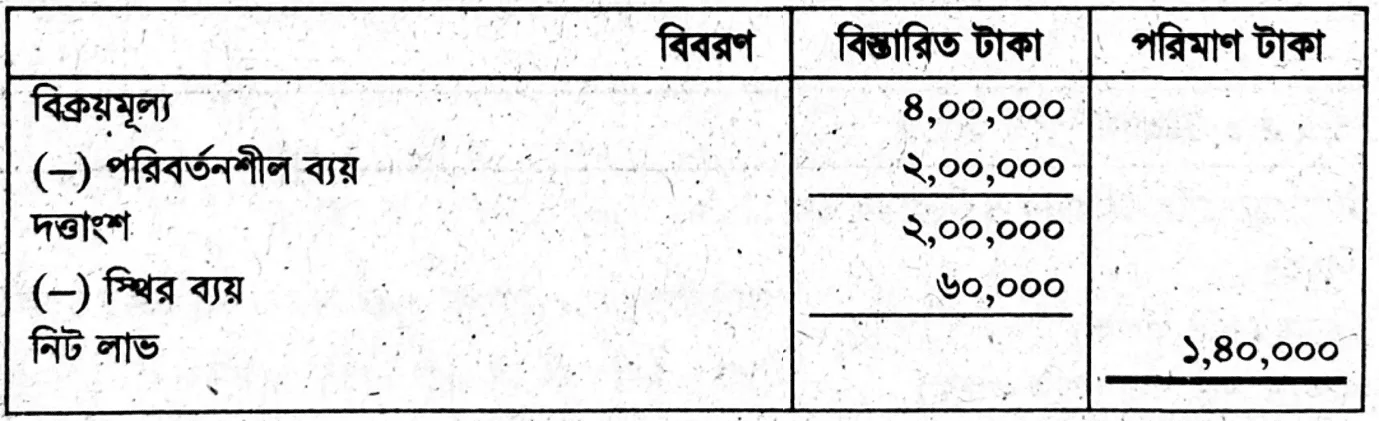 বিবরণ বিস্তারিত টাকা পরিমাণ টাকা
বিক্রয়মূল্য ৪,০০,০০০
(–) পরিবর্তনশীল ব্যয় ২,০০,০০০
দত্তাংশ ২,০০,০০০
(–) স্থির ব্যয় ৬০,০০০
নিট লাভ ১,৪০,০০০